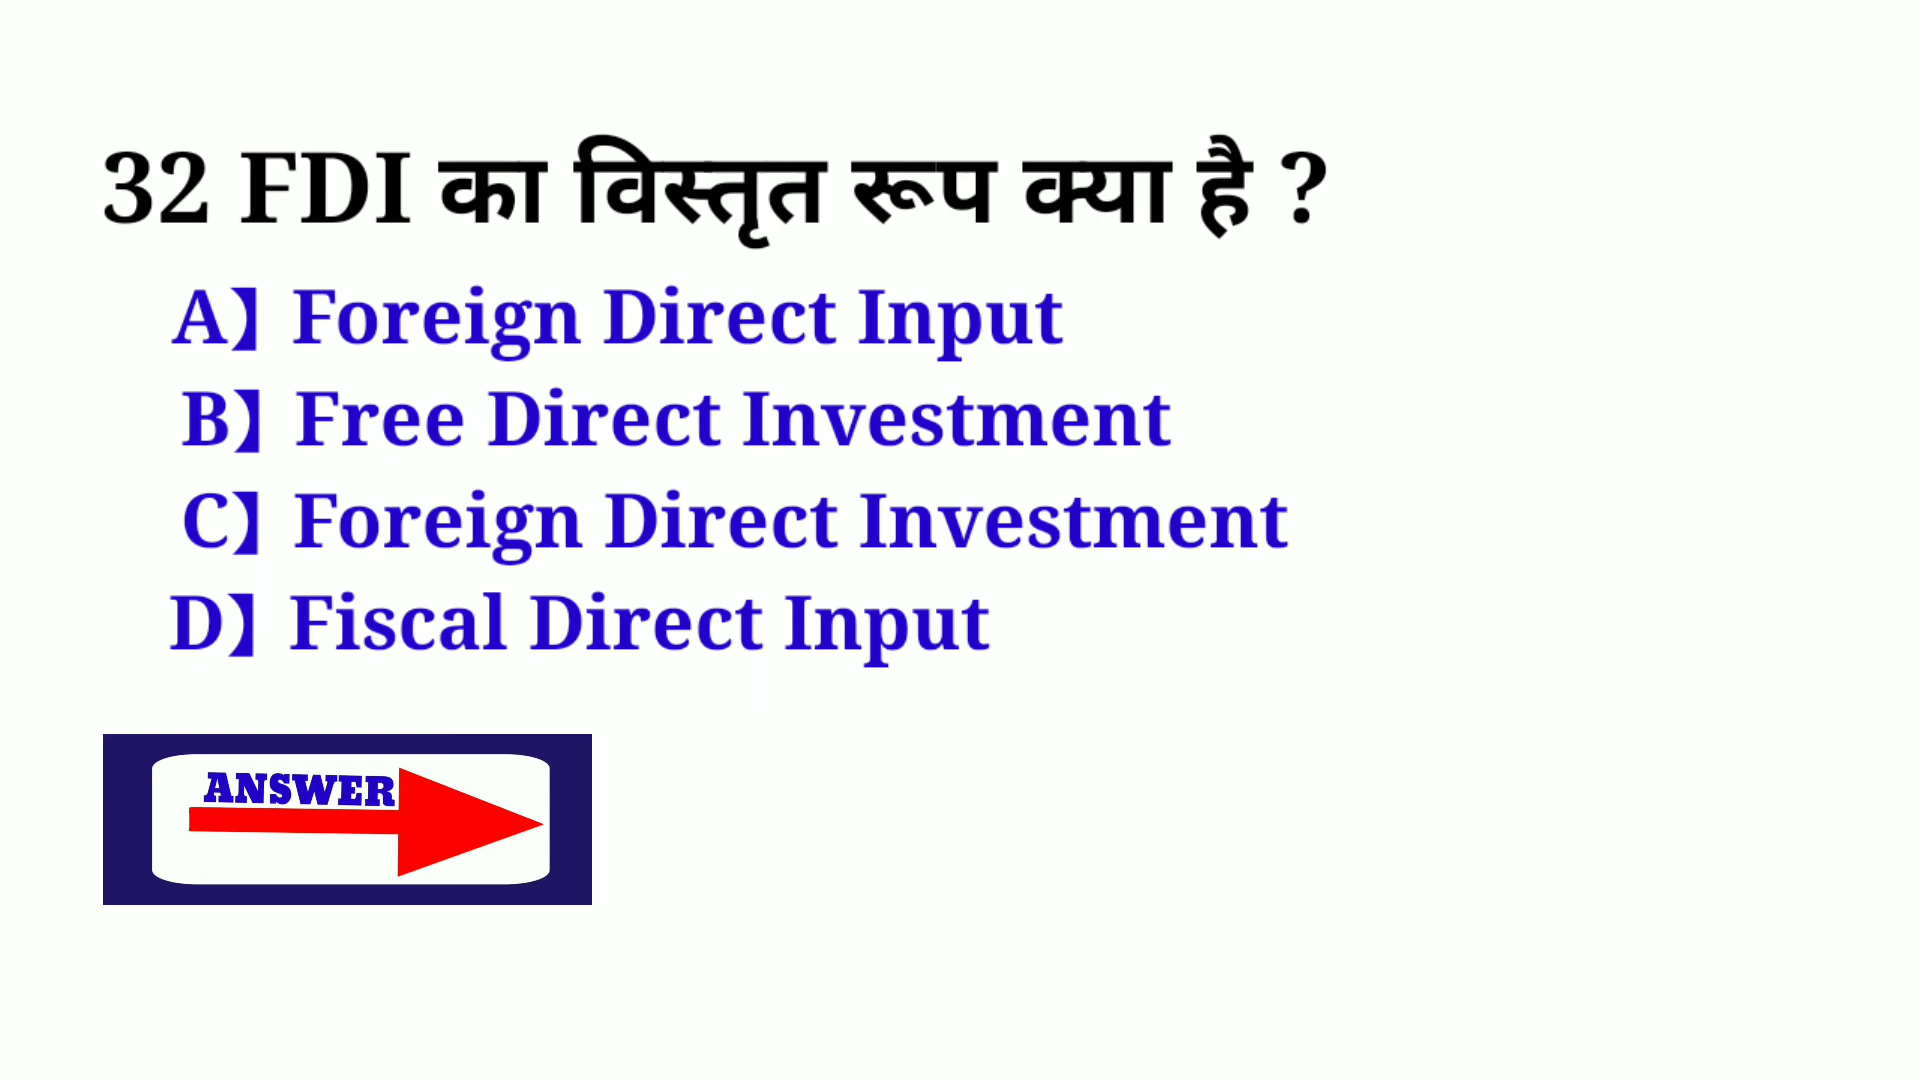 32 FDI का विस्तृत रूप क्या है ?
A】 Foreign Direct Input
B】 Free Direct Investment
C】 Foreign Direct Investment
D】 Fiscal Direct Input
ANSWER